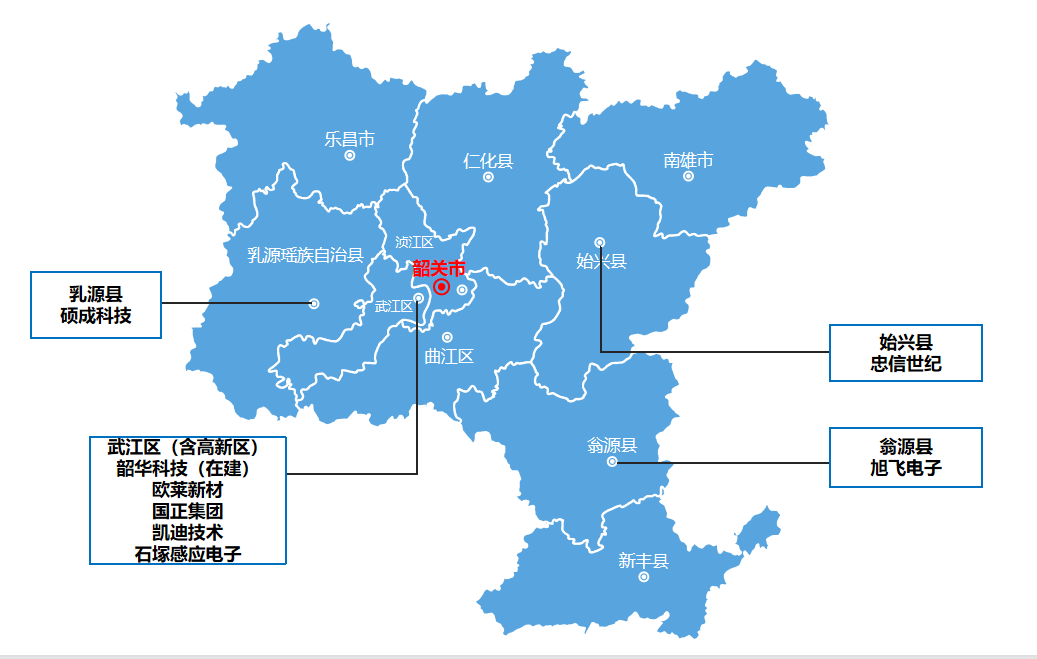 乐昌市
仁化县
南雄市
浈江区
乳源瑶族自治县
始兴县
韶关市
武江区
曲江区
翁源县
新丰县
乳源县
硕成科技
始兴县
忠信世纪
翁源县
旭飞电子
武江区（含高新区）
韶华科技（在建）
欧莱新材
国正集团
凯迪技术
石塚感应电子